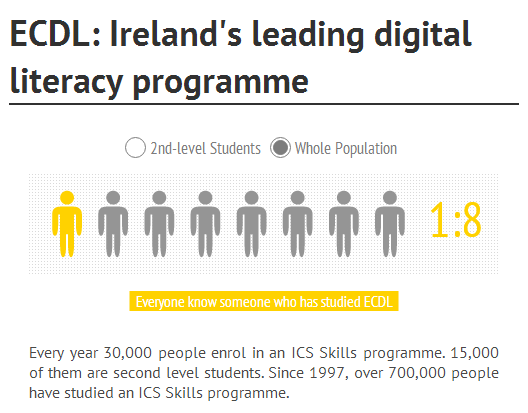 ECDL: Ireland's leading digital
literacy programme
2nd-level Students Whole Population
1:8
Everyone know someone who has studied ECDL
Every year 30,000 people enrol in an ICS Skills programme. 15,000
of them are second level students. Since 1997, over 700,000 people
have studied an ICS Skills programme.